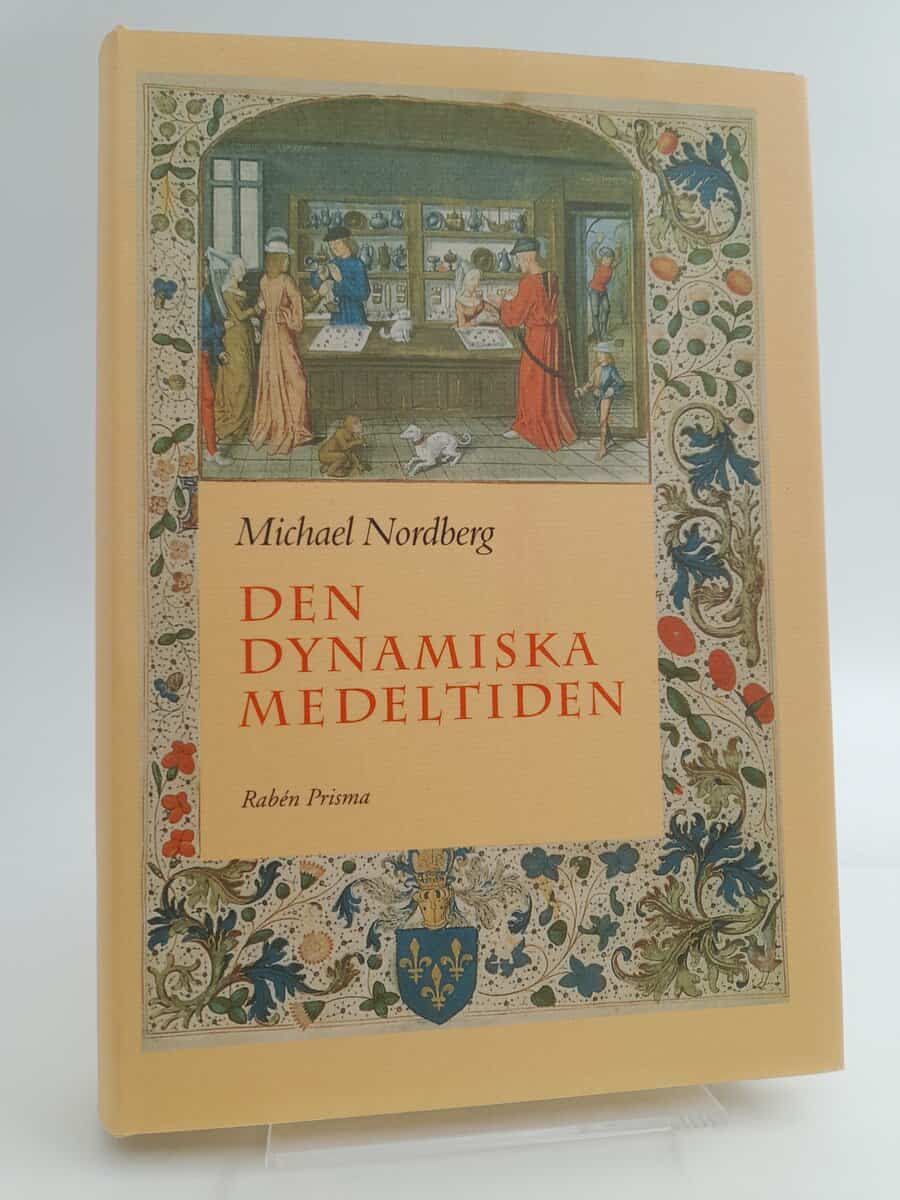 Michael Nordberg
DEN
DYNAMISKA
MEDELTIDEN
Rabén Prisma